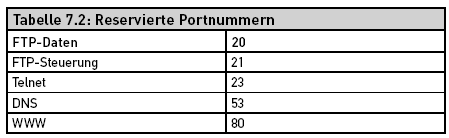 Tabelle 7.2: Reservierte Portnummern
FTP-Daten 20
FTP-Steuerung 21
Telnet 23
DNS 53
WWW 80